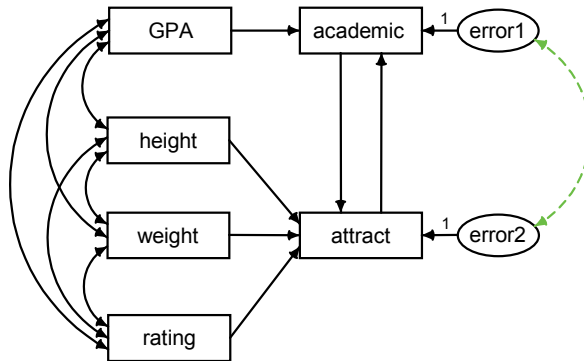 GPA
academic
1
error1
height
weight
attract
1
error2
rating